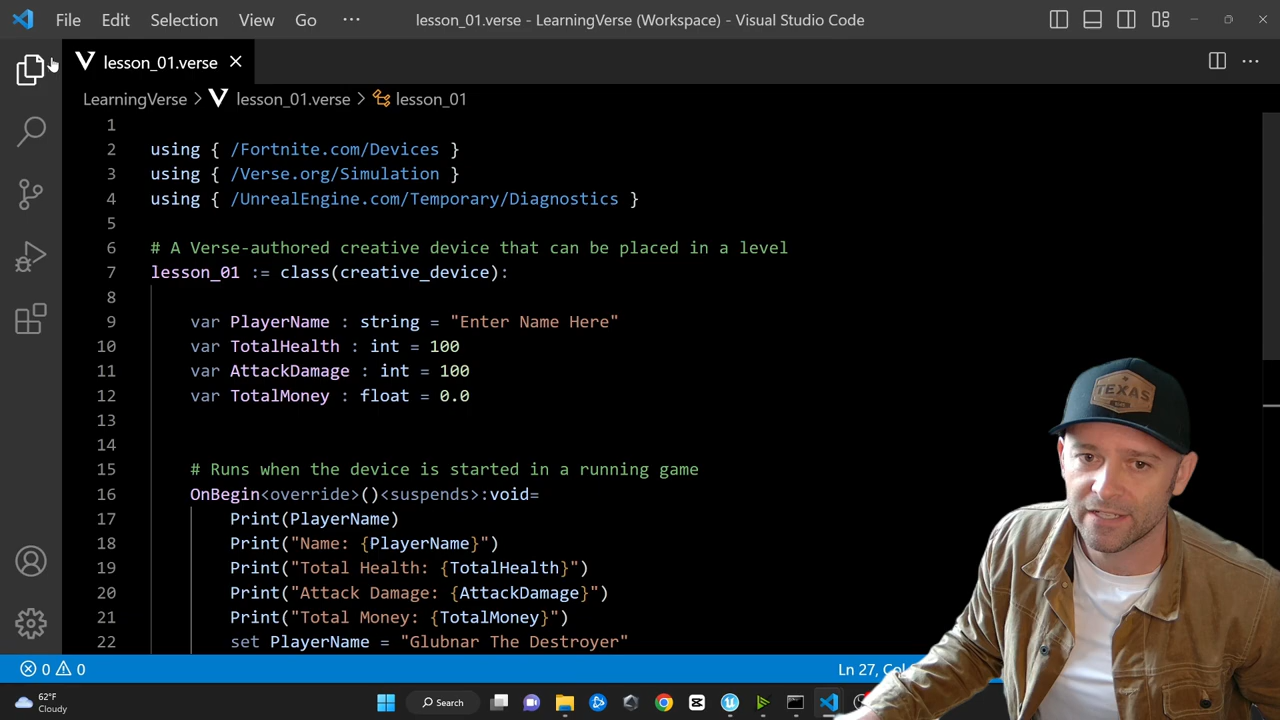 File Edit Selection View Go ··· lesson_01.verse - LearningVerse (Workspace) - Visual Studio Code
lesson_01.verse
LearningVerse > lesson_01.verse > lesson_01
1
2 using { /Fortnite.com/Devices }
3 using { /Verse.org/Simulation }
4 using { /UnrealEngine.com/Temporary/Diagnostics }
5
6 # A Verse-authored creative device that can be placed in a level
7 lesson_01 := class(creative_device):
8
9 var PlayerName : string = "Enter Name Here"
10 var TotalHealth : int = 100
11 var AttackDamage : int = 100
12 var TotalMoney : float = 0.0
13
14
15 # Runs when the device is started in a running game
16 OnBegin<override>()<suspends>:void=
17 Print(PlayerName)
18 Print("Name: {PlayerName}")
19 Print("Total Health: {TotalHealth}")
20 Print("Attack Damage: {AttackDamage}")
21 Print("Total Money: {TotalMoney}")
22 set PlayerName = "Glubnar The Destroyer"
TEXAS
0 0 Ln 27,
62°F
Cloudy
Search